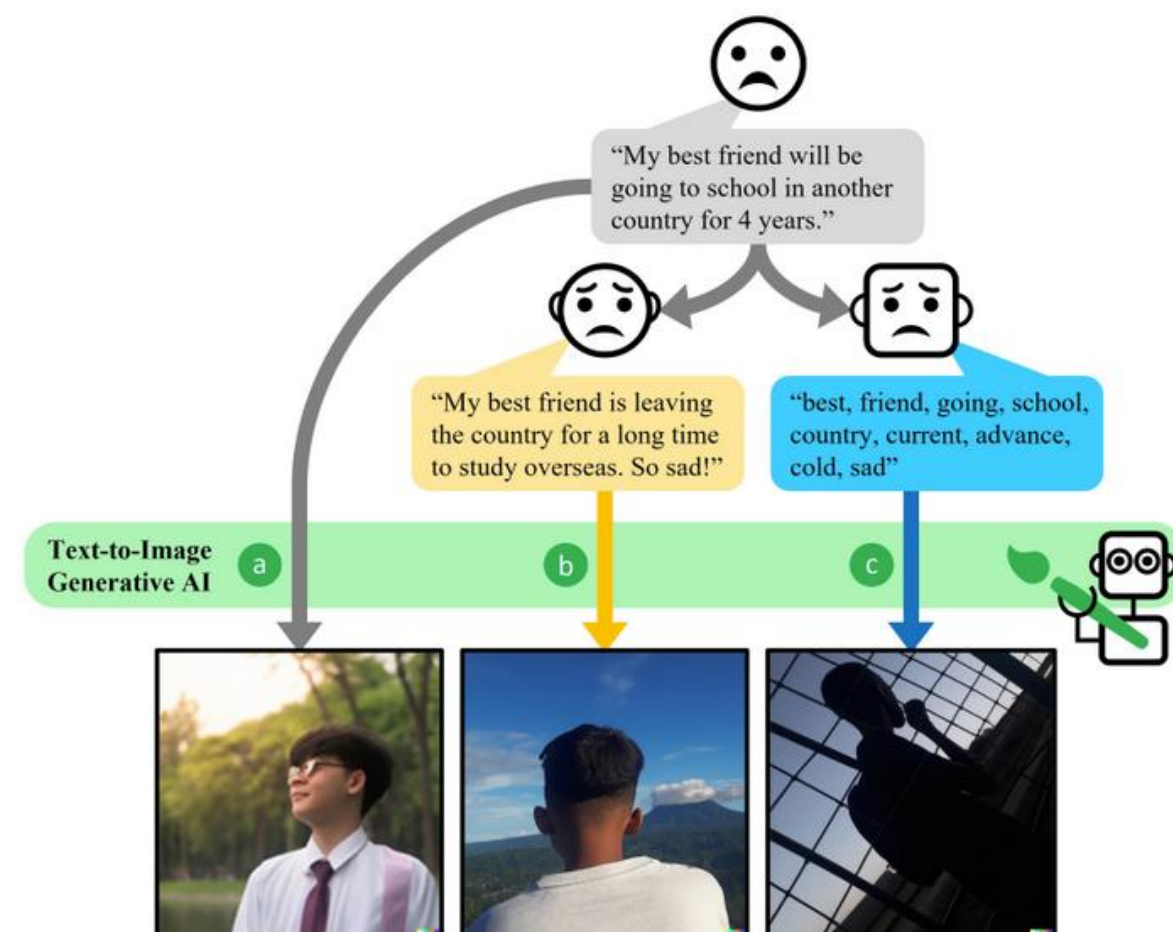 “My best friend will be
going to school in another
country for 4 years.”
“My best friend is leaving
the country for a long time
to study overseas. So sad!”
“best, friend, going, school,
country, current, advance,
cold, sad”
Text-to-Image
Generative AI
a
b
c